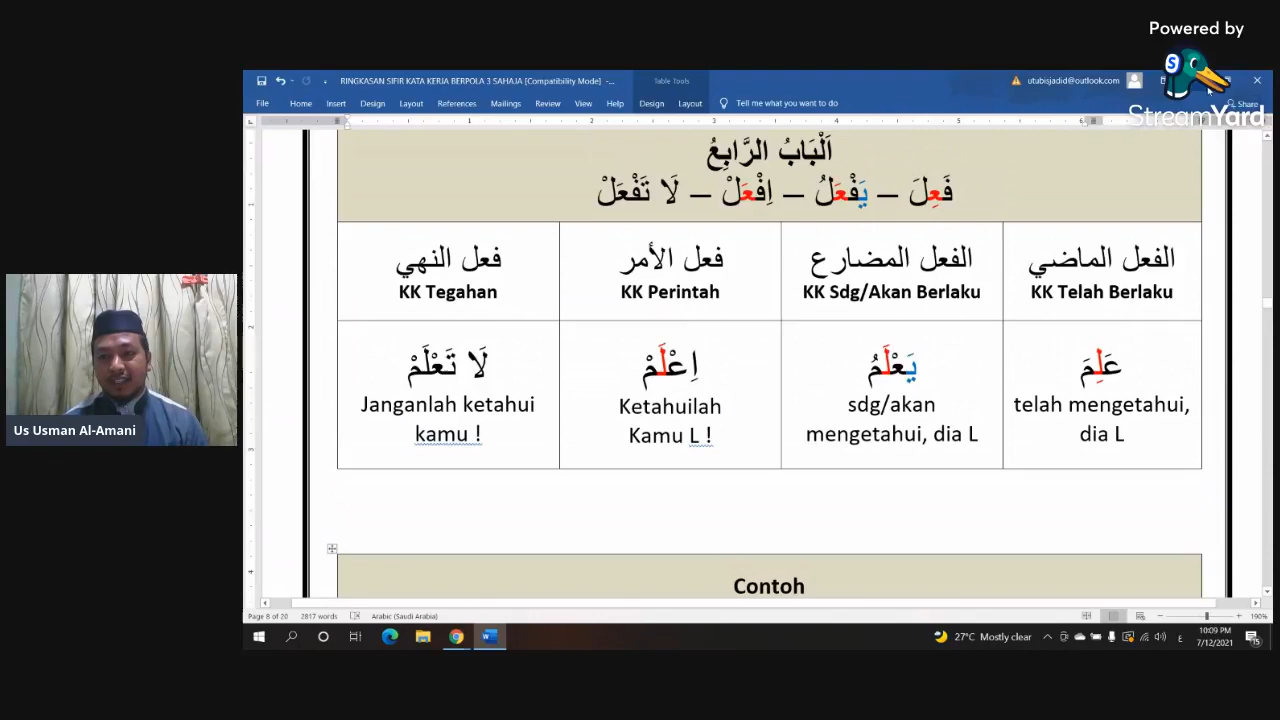 Powered by
StreamYard
RINGKASAN SIFIR KATA KERJA BERPOLA 3 SAHAJA [Compatibility Mode] -...
Table Tools
utubisjadid@outlook.com
File Home Insert Design Layout References Mailings Review View Help Design Layout Tell me what you want to do
Share
اَلْبَابُ الرَّابِعُ
فَعِلَ – يَفْعَلُ – اِفْعَلْ – لَا تَفْعَلْ
الفعل الماضي
KK Telah Berlaku
الفعل المضارع
KK Sdg/Akan Berlaku
فعل الأمر
KK Perintah
فعل النهي
KK Tegahan
عَلِمَ
telah mengetahui,
dia L
يَعْلَمُ
sdg/akan
mengetahui, dia L
اِعْلَمْ
Ketahuilah
Kamu L !
لَا تَعْلَمْ
Janganlah ketahui
kamu !
Contoh
Us Usman Al-Amani
Page 8 of 20 2817 words Arabic (Saudi Arabia)
190%
27°C Mostly clear
10:09 PM
7/12/2021